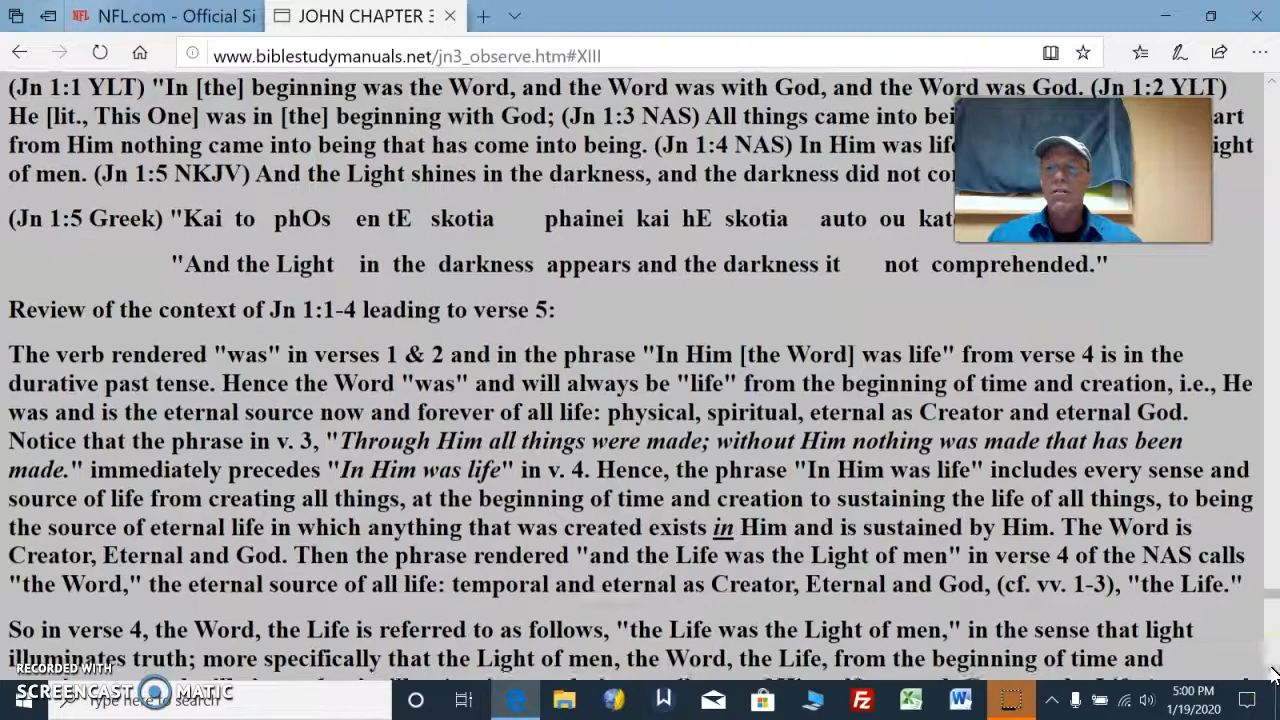 NFL.com - Official Si
JOHN CHAPTER 3
www.biblestudymanuals.net/jn3_observe.htm#XIII
(Jn 1:1 YLT) "In [the] beginning was the Word, and the Word was with God, and the Word was God. (Jn 1:2 YLT)
He [lit., This One] was in [the] beginning with God; (Jn 1:3 NAS) All things came into bei art
from Him nothing came into being that has come into being. (Jn 1:4 NAS) In Him was life ight
of men. (Jn 1:5 NKJV) And the Light shines in the darkness, and the darkness did not
(Jn 1:5 Greek) "Kai to phOs en tE skotia phainei kai hE skotia auto ou kat
"And the Light in the darkness appears and the darkness it not comprehended."
Review of the context of Jn 1:1-4 leading to verse 5:
The verb rendered "was" in verses 1 & 2 and in the phrase "In Him [the Word] was life" from verse 4 is in the
durative past tense. Hence the Word "was" and will always be "life" from the beginning of time and creation, i.e., He
was and is the eternal source now and forever of all life: physical, spiritual, eternal as Creator and eternal God.
Notice that the phrase in v. 3, "Through Him all things were made; without Him nothing was made that has been
made." immediately precedes "In Him was life" in v. 4. Hence, the phrase "In Him was life" includes every sense and
source of life from creating all things, at the beginning of time and creation to sustaining the life of all things, to being
the source of eternal life in which anything that was created exists in Him and is sustained by Him. The Word is
Creator, Eternal and God. Then the phrase rendered "and the Life was the Light of men" in verse 4 of the NAS calls
"the Word," the eternal source of all life: temporal and eternal as Creator, Eternal and God, (cf. vv. 1-3), "the Life."
So in verse 4, the Word, the Life is referred to as follows, "the Life was the Light of men," in the sense that light
illuminates truth; more specifically that the Light of men, the Word, the Life, from the beginning of time and
RECORDED WITH
SCREENCAST MATIC
Type here to search
5:00 PM
1/19/2020